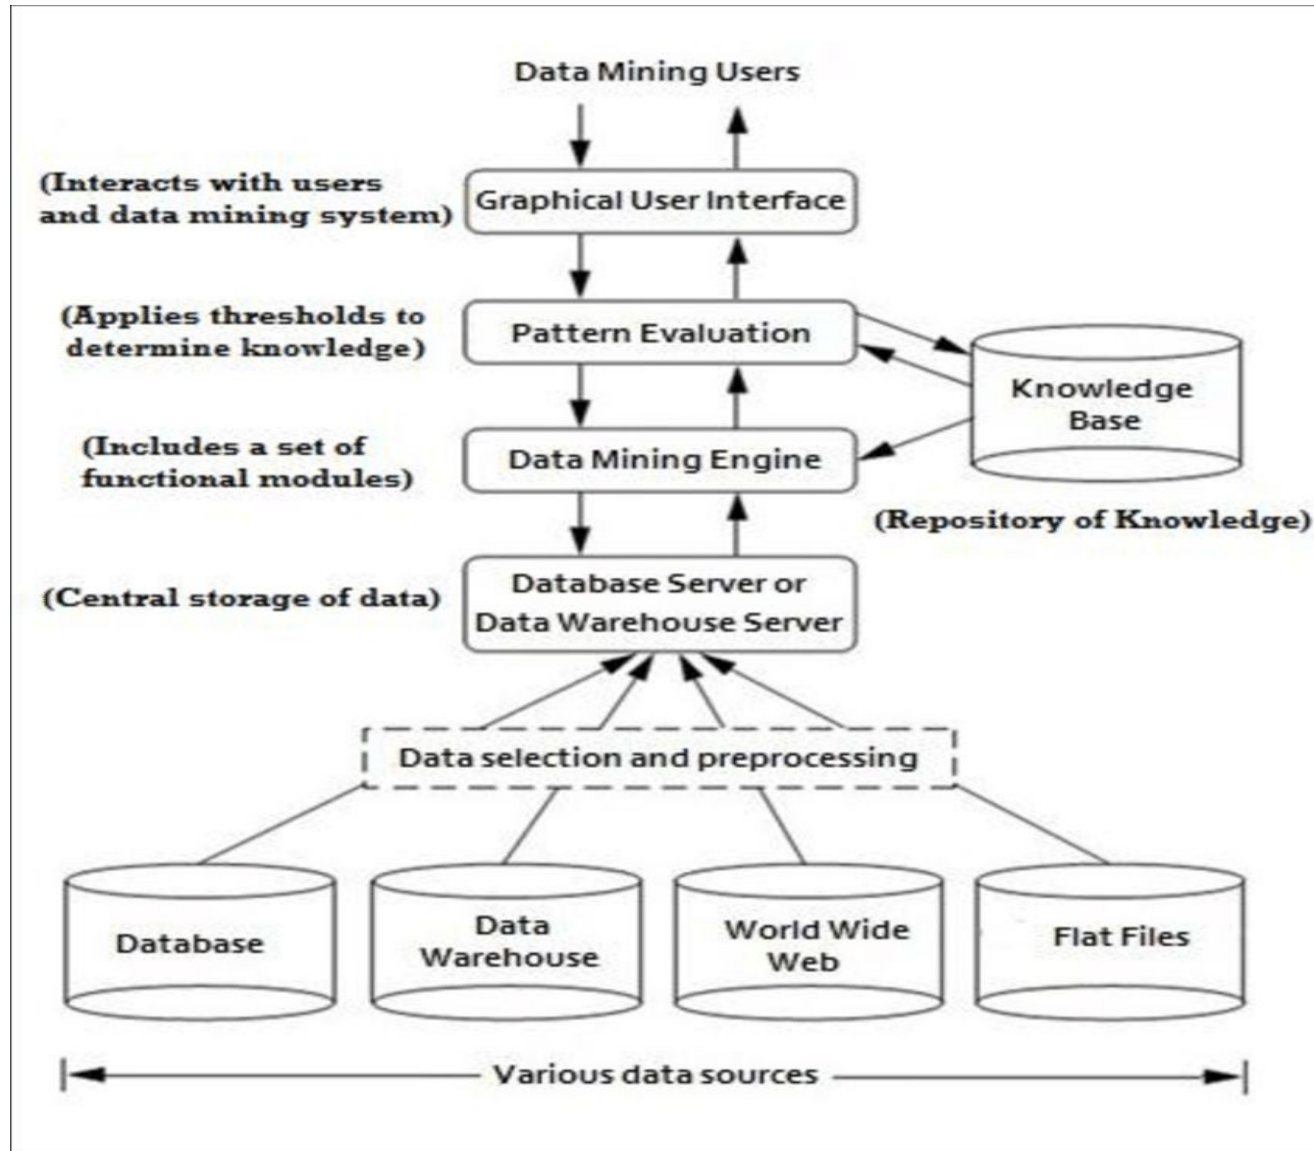 Data Mining Users
(Interacts with users
and data mining system)
Graphical User Interface
(Applies thresholds to
determine knowledge)
Pattern Evaluation
Knowledge
Base
(Includes a set of
functional modules)
Data Mining Engine
(Repository of Knowledge)
(Central storage of data)
Database Server or
Data Warehouse Server
Data selection and preprocessing
Database
Data
Warehouse
World Wide
Web
Flat Files
Various data sources